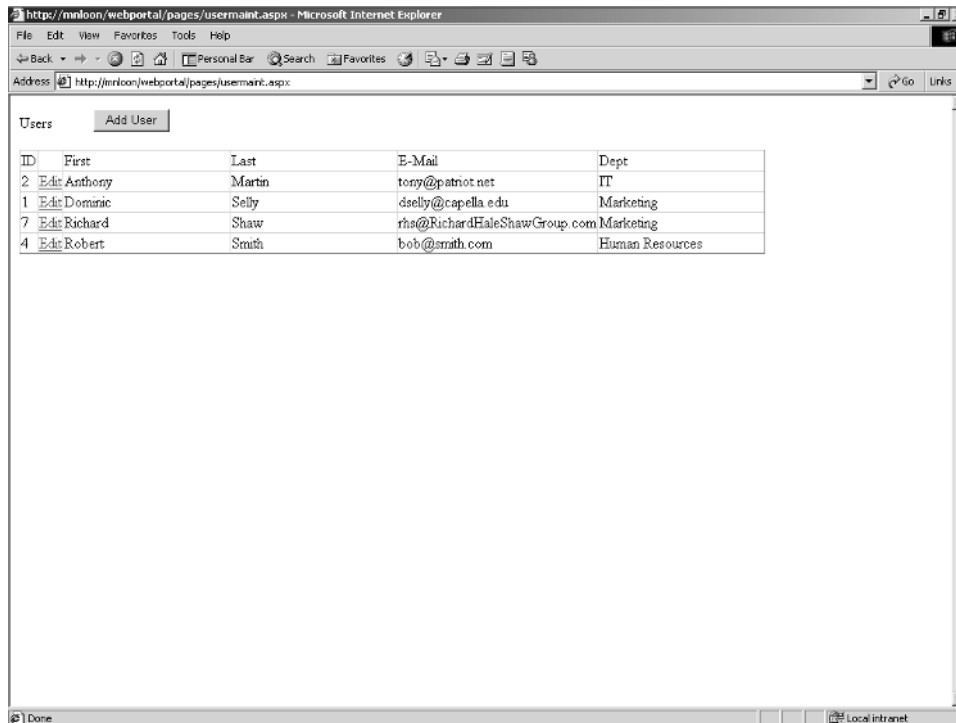 http://mnloon/webportal/pages/usermaint.aspx - Microsoft Internet Explorer
File Edit View Favorites Tools Help
Back Personal Bar Search Favorites
Address http://mnloon/webportal/pages/usermaint.aspx Go Links
Users Add User
ID First Last E-Mail Dept
2 Edit Anthony Martin tony@patriot.net IT
1 Edit Dominic Selly dselly@capella.edu Marketing
7 Edit Richard Shaw rhs@RichardHaleShawGroup.com Marketing
4 Edit Robert Smith bob@smith.com Human Resources
Done Local intranet